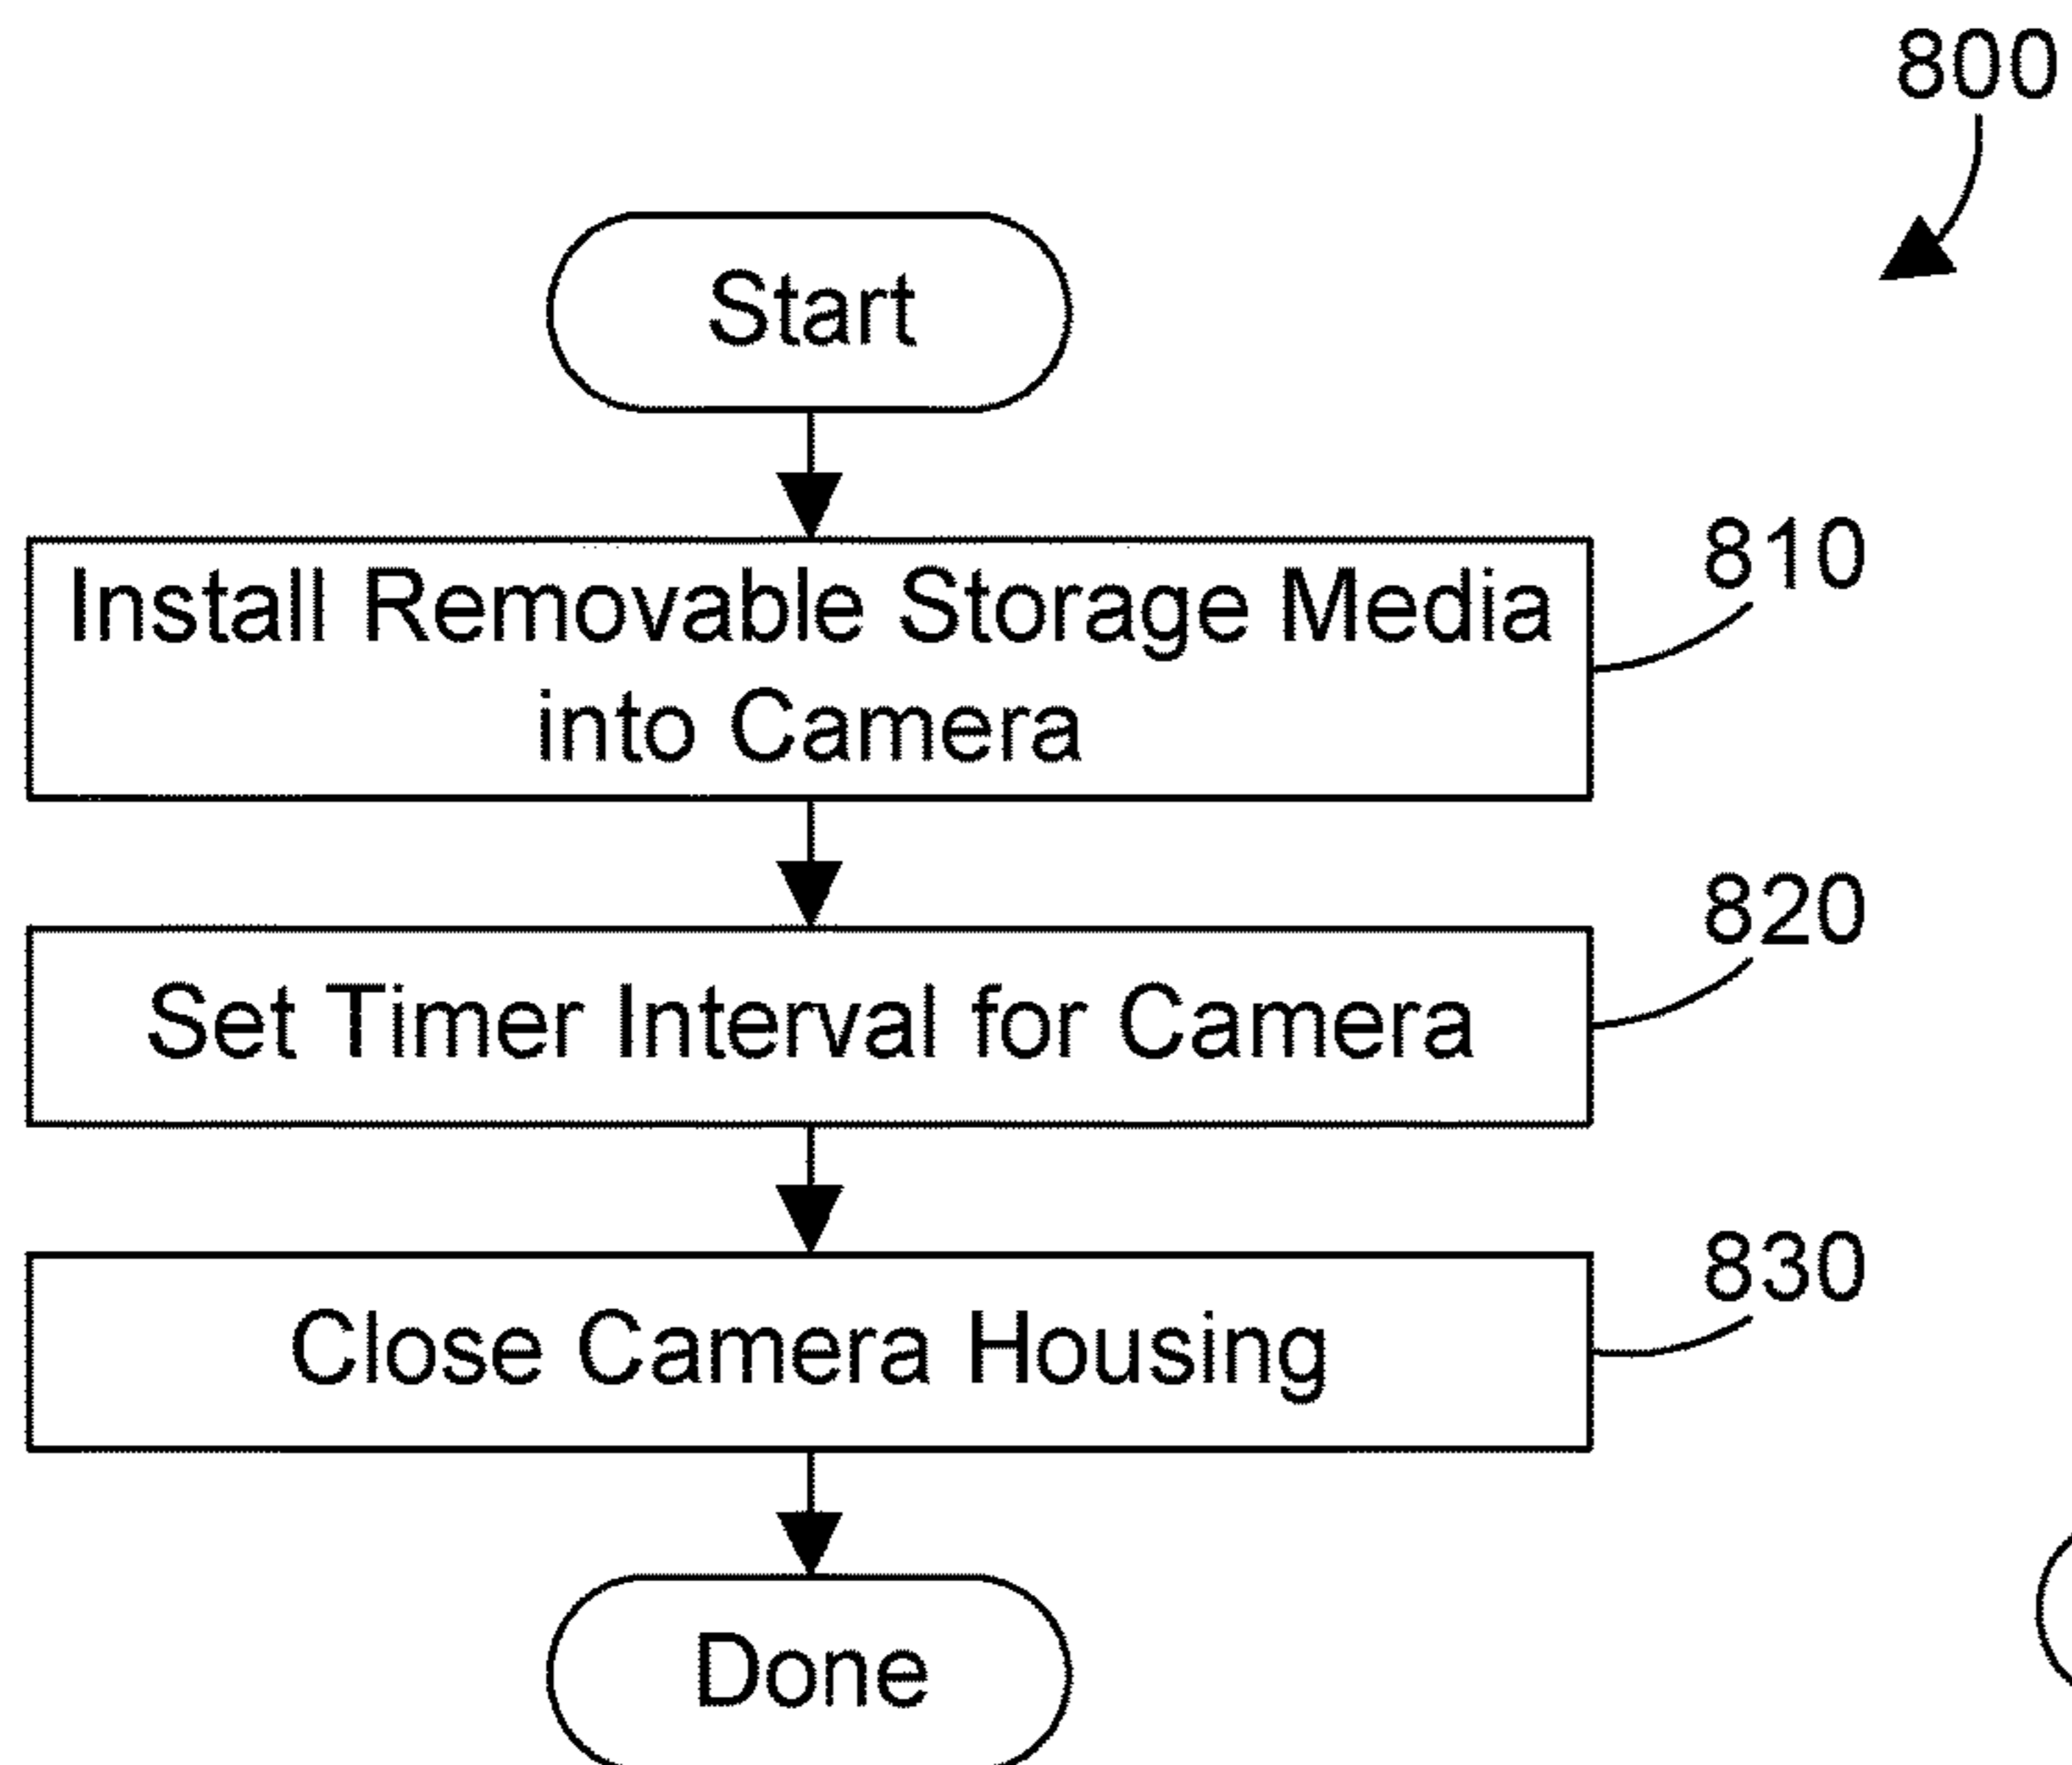 800
Start
810
Install Removable Storage Media
into Camera
820
Set Timer Interval for Camera
830
Close Camera Housing
Done